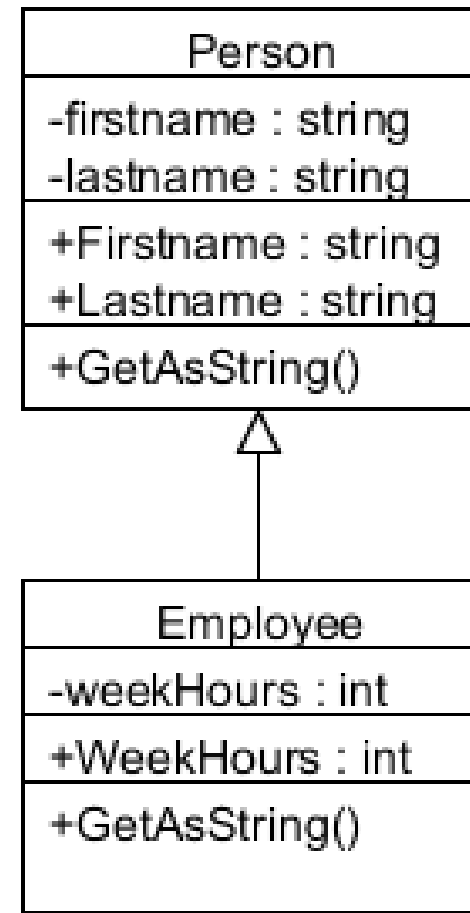 Person
-firstname : string
-lastname : string
+Firstname : string
+Lastname : string
+GetAsString()
Employee
-weekHours : int
+WeekHours : int
+GetAsString()